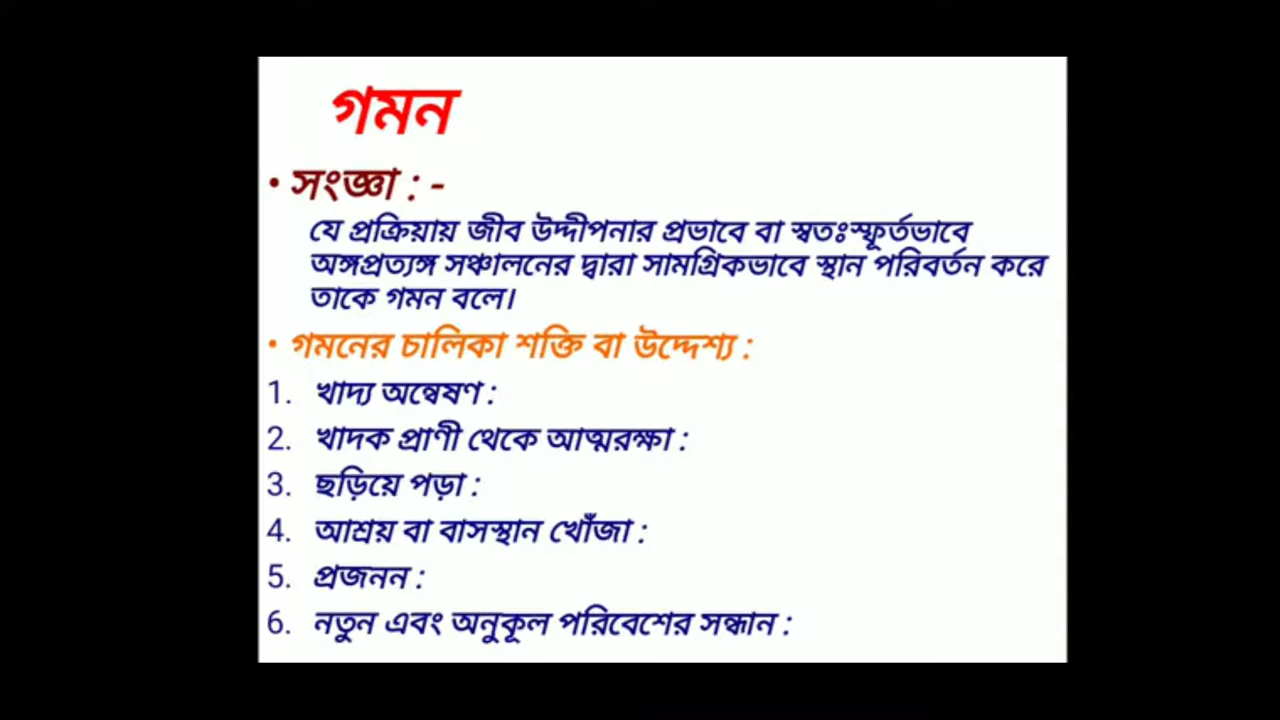 গমন
• সংজ্ঞা : -
যে প্রক্রিয়ায় জীব উদ্দীপনার প্রভাবে বা স্বতঃস্ফূর্তভাবে
অঙ্গপ্রত্যঙ্গ সঞ্চালনের দ্বারা সামগ্রিকভাবে স্থান পরিবর্তন করে
তাকে গমন বলে।
• গমনের চালিকা শক্তি বা উদ্দেশ্য :
1. খাদ্য অন্বেষণ :
2. খাদক প্রাণী থেকে আত্মরক্ষা :
3. ছড়িয়ে পড়া :
4. আশ্রয় বা বাসস্থান খোঁজা :
5. প্রজনন :
6. নতুন এবং অনুকূল পরিবেশের সন্ধান :